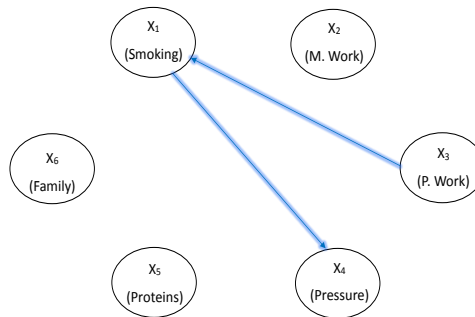 X₁
(Smoking)
X₂
(M. Work)
X₃
(P. Work)
X₄
(Pressure)
X₅
(Proteins)
X₆
(Family)